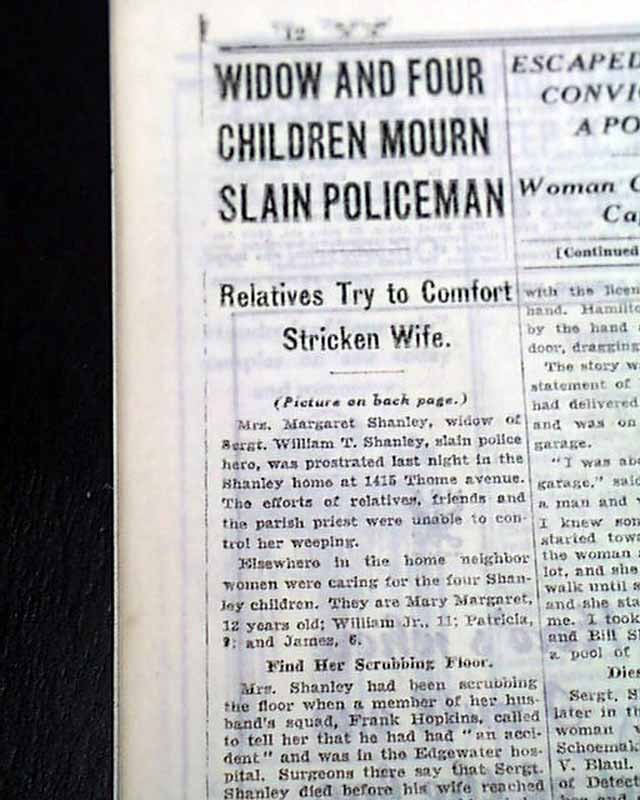 12
WIDOW AND FOUR
CHILDREN MOURN
SLAIN POLICEMAN
Relatives Try to Comfort
Stricken Wife.
(Picture on back page.)
Mrs. Margaret Shanley, widow of
Sergt. William T. Shanley, slain police
hero, was prostrated last night in the
Shanley home at 1415 Thome avenue.
The efforts of relatives, friends and
the parish priest were unable to con-
trol her weeping.
Elsewhere in the home neighbor
women were caring for the four Shan-
ley children. They are Mary Margaret,
12 years old; William Jr., 11; Patricia,
and James, 6.
Find Her Scrubbing Floor.
Mrs. Shanley had been scrubbing
the floor when a member of her hus-
band's squad, Frank Hopkins, called
to tell her that he had had "an acci-
dent" and was in the Edgewater hos-
pital. Surgeons there say that Sergt.
Shanley died before his wife reached
ESCAPED
CONVI
A PO
Woman C
Ca
[Continued
with the licen
hand. Hamilto
by the hand
door, dragging
The story w
statement of
had delivered
and was on
garage.
"I was abo
garage," said
a man and
I knew som
started towa
the woman
lot, and she
walk until
and she sta
me. I took
and Bill S
a pool of
Dies
Sergt. S
later in th
woman
Schoemak
V. Blaul.
of Detect